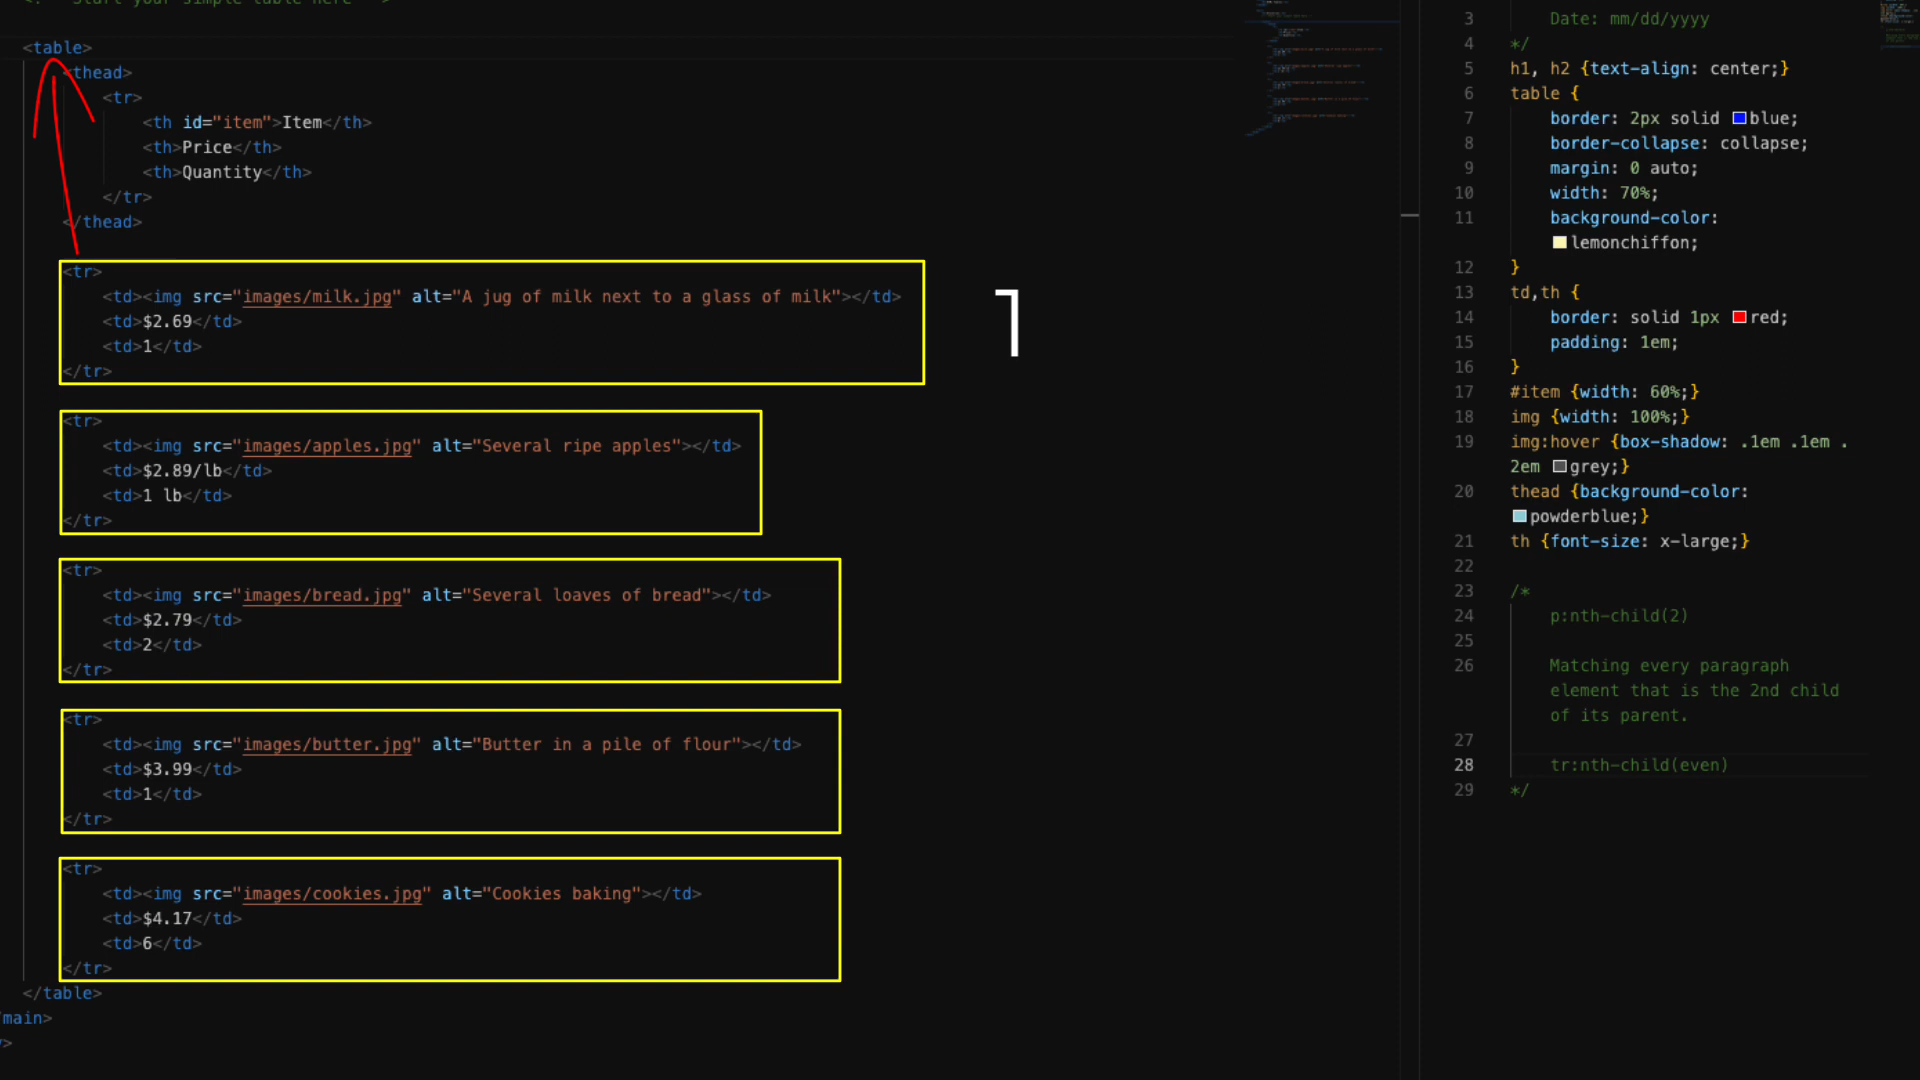 <!-- Start your simple table here -->
<table>
<thead>
<tr>
<th id="item">Item</th>
<th>Price</th>
<th>Quantity</th>
</tr>
</thead>
<tr>
<td><img src="images/milk.jpg" alt="A jug of milk next to a glass of milk"></td>
<td>$2.69</td>
<td>1</td>
</tr>
1
<tr>
<td><img src="images/apples.jpg" alt="Several ripe apples"></td>
<td>$2.89/lb</td>
<td>1 lb</td>
</tr>
<tr>
<td><img src="images/bread.jpg" alt="Several loaves of bread"></td>
<td>$2.79</td>
<td>2</td>
</tr>
<tr>
<td><img src="images/butter.jpg" alt="Butter in a pile of flour"></td>
<td>$3.99</td>
<td>1</td>
</tr>
<tr>
<td><img src="images/cookies.jpg" alt="Cookies baking"></td>
<td>$4.17</td>
<td>6</td>
</tr>
</table>
main>
>
3 Date: mm/dd/yyyy
4 */
5 h1, h2 {text-align: center;}
6 table {
7 border: 2px solid blue;
8 border-collapse: collapse;
9 margin: 0 auto;
10 width: 70%;
11 background-color:
lemonchiffon;
12 }
13 td,th {
14 border: solid 1px red;
15 padding: 1em;
16 }
17 #item {width: 60%;}
18 img {width: 100%;}
19 img:hover {box-shadow: .1em .1em .
2em grey;}
20 thead {background-color:
powderblue;}
21 th {font-size: x-large;}
22
23 /*
24 p:nth-child(2)
25
26 Matching every paragraph
element that is the 2nd child
of its parent.
27
28 tr:nth-child(even)
29 */